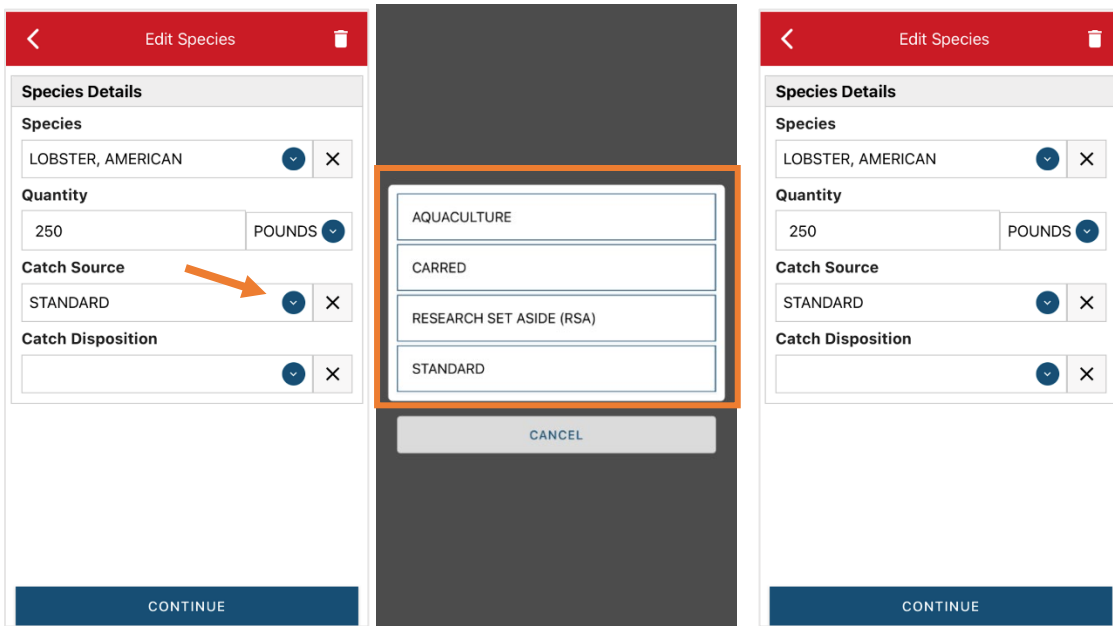 Edit Species
Species Details
Species
LOBSTER, AMERICAN
Quantity
250 POUNDS
Catch Source
STANDARD
Catch Disposition
CONTINUE
AQUACULTURE
CARRED
RESEARCH SET ASIDE (RSA)
STANDARD
CANCEL
Edit Species
Species Details
Species
LOBSTER, AMERICAN
Quantity
250 POUNDS
Catch Source
STANDARD
Catch Disposition
CONTINUE